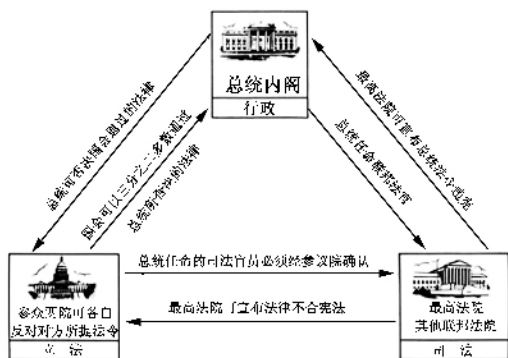 总统内阁
行政
总统可否决国会通过的法律
国会可以三分之二多数通过
总统所否决的法律
总统任命联邦法官
最高法院可宣布总统法令违宪
总统任命的司法官员必须经参议院确认
最高法院可宣布法律不合宪法
参众两院可各自
反对对方所提法令
立法
最高法院
其他联邦法院
司法